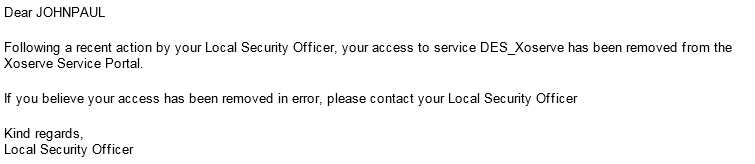 Dear JOHNPAUL
Following a recent action by your Local Security Officer, your access to service DES_Xoserve has been removed from the
Xoserve Service Portal.
If you believe your access has been removed in error, please contact your Local Security Officer
Kind regards,
Local Security Officer